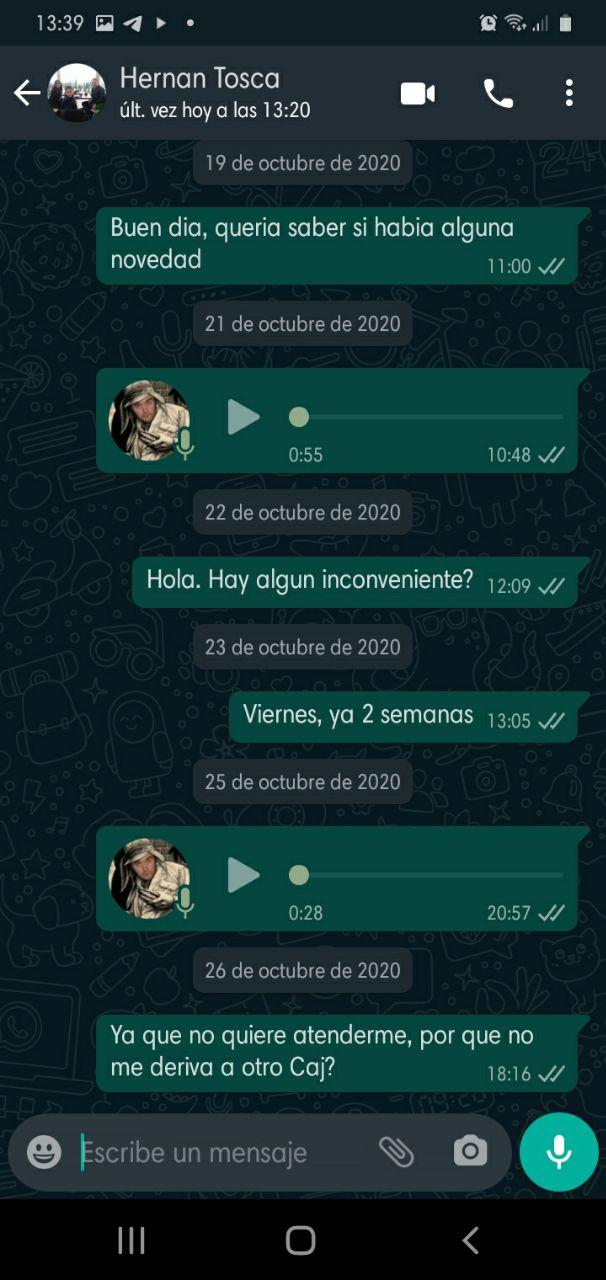 13:39
Hernan Tosca
últ. vez hoy a las 13:20
19 de octubre de 2020
Buen dia, queria saber si habia alguna
novedad
11:00
21 de octubre de 2020
0:55
10:48
22 de octubre de 2020
Hola. Hay algun inconveniente? 12:09
23 de octubre de 2020
Viernes, ya 2 semanas 13:05
25 de octubre de 2020
0:28
20:57
26 de octubre de 2020
Ya que no quiere atenderme, por que no
me deriva a otro Caj?
18:16
Escribe un mensaje